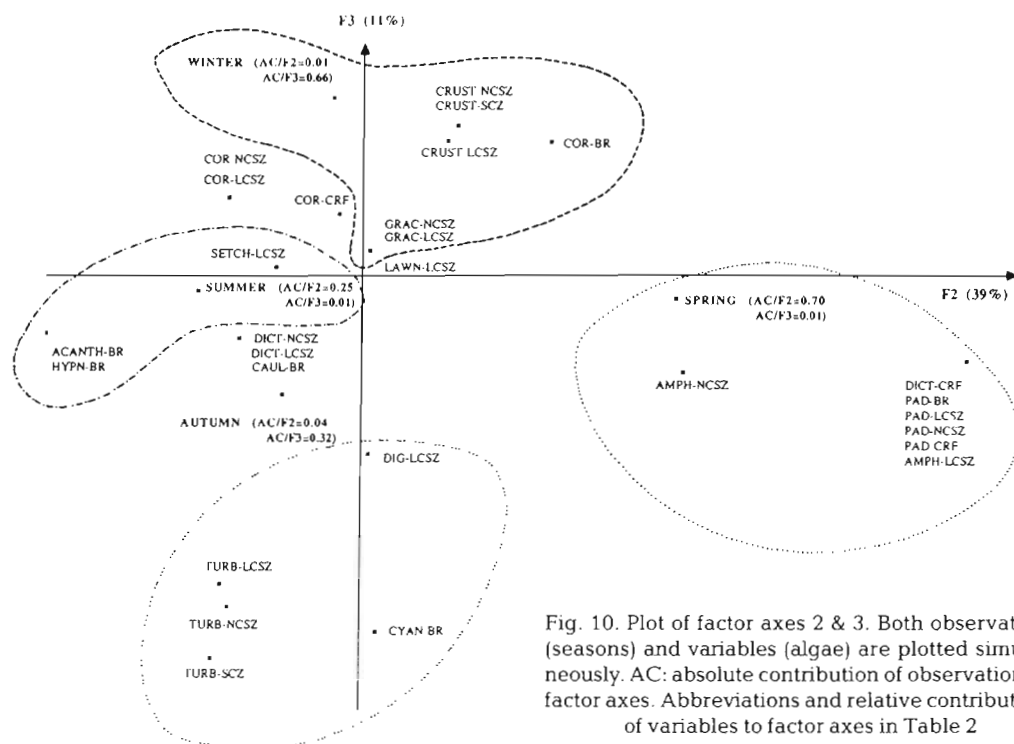 F3 (11%)
WINTER (AC/F2=0.01
AC/F3=0.66)
CRUST NCSZ
CRUST-SCZ
CRUST LCSZ
COR-BR
COR NCSZ
COR-LCSZ
COR-CRF
GRAC-NCSZ
GRAC-LCSZ
SETCH-LCSZ
LAWN-LCSZ
SUMMER (AC/F2=0.25
AC/F3=0.01)
F2 (39%)
SPRING (AC/F2=0.70
AC/F3=0.01)
ACANTH-BR
HYPN-BR
DICT-NCSZ
DICT-LCSZ
CAUL-BR
AMPH-NCSZ
DICT-CRF
PAD-BR
PAD-LCSZ
PAD-NCSZ
PAD CRF
AMPH-LCSZ
AUTUMN (AC/F2=0.04
AC/F3=0.32)
DIG-LCSZ
TURB-LCSZ
TURB-NCSZ
CYAN BR
TURB-SCZ
Fig. 10. Plot of factor axes 2 & 3. Both observat
(seasons) and variables (algae) are plotted simu
neously. AC: absolute contribution of observation
factor axes. Abbreviations and relative contribut
of variables to factor axes in Table 2